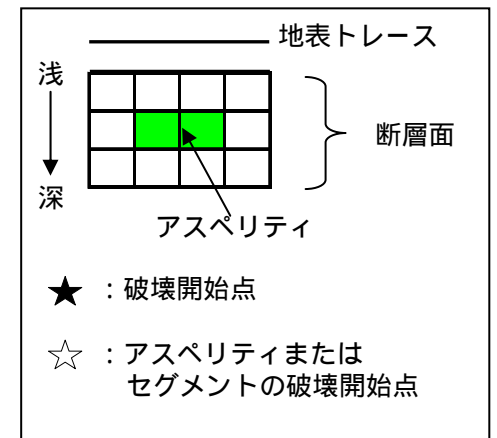 地表トレース
浅
深
断層面
アスペリティ
★ :破壊開始点
☆ :アスペリティまたは
セグメントの破壊開始点